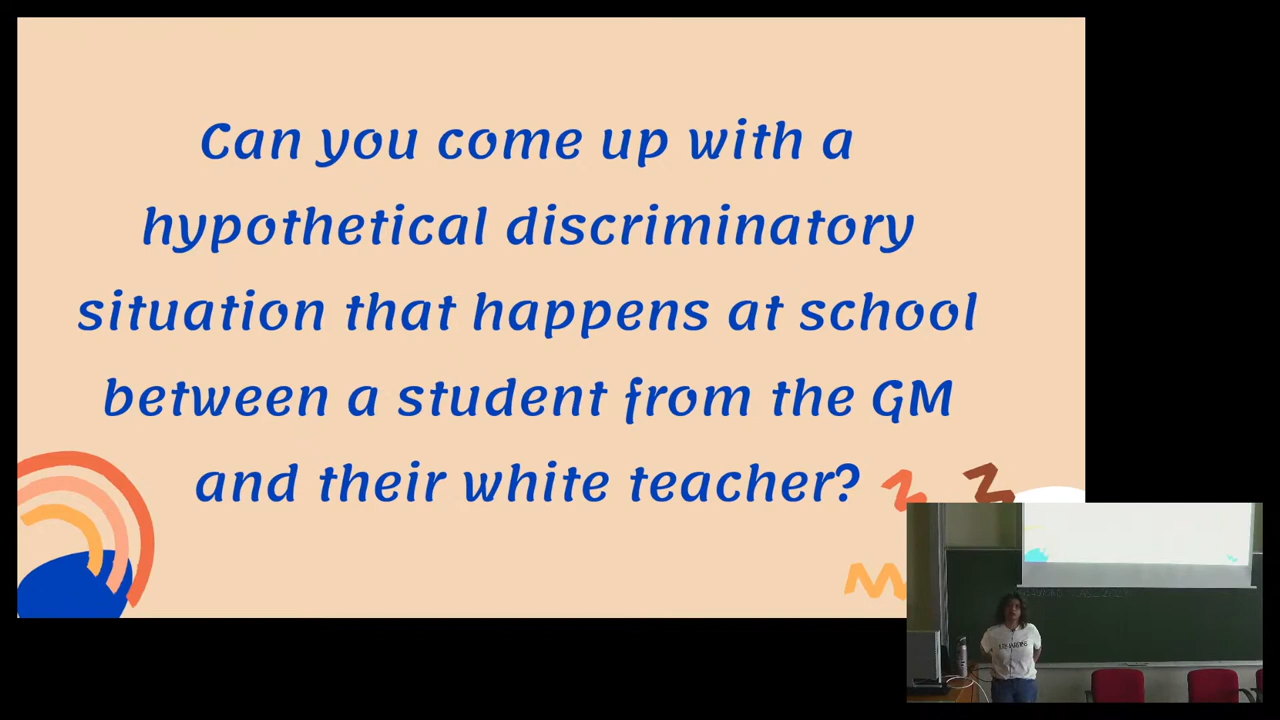 Can you come up with a
hypothetical discriminatory
situation that happens at school
between a student from the GM
and their white teacher?